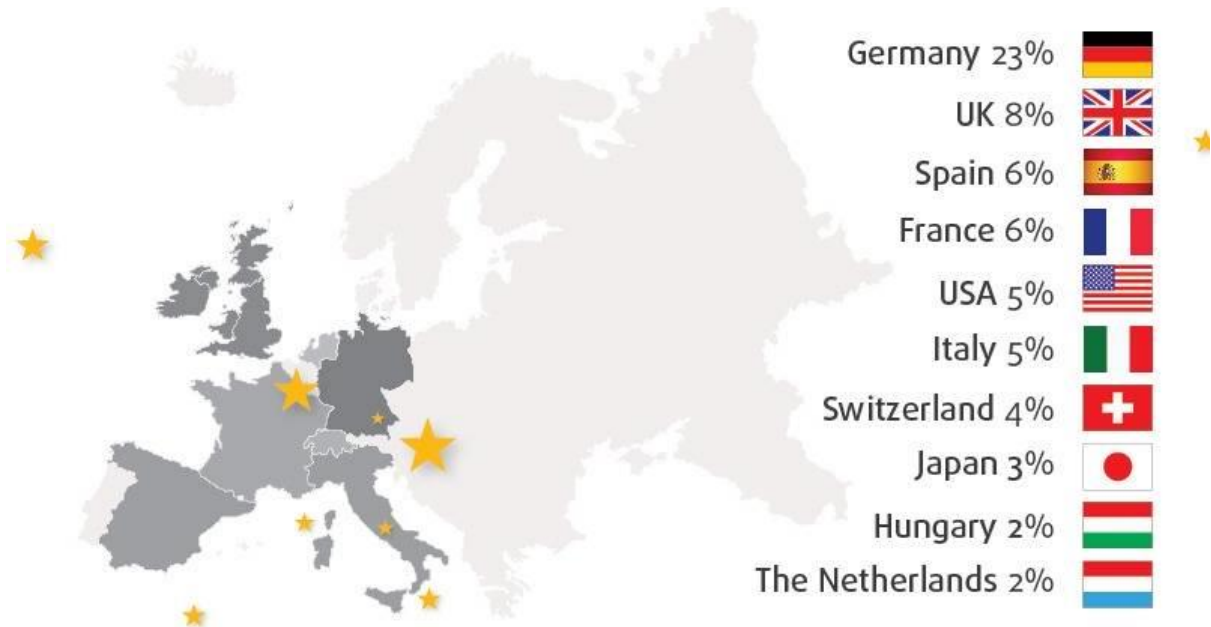 Germany 23%
UK 8%
Spain 6%
France 6%
USA 5%
Italy 5%
Switzerland 4%
Japan 3%
Hungary 2%
The Netherlands 2%